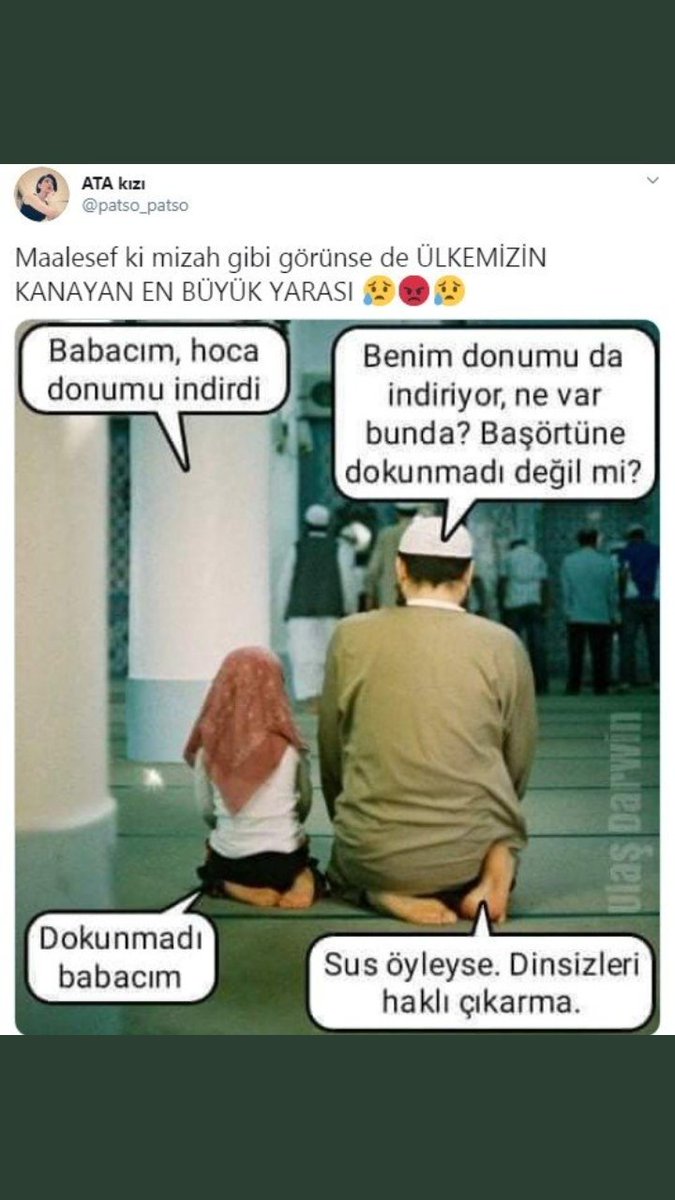 ATA kızı
@patso_patso
Maalesef ki mizah gibi görünse de ÜLKEMİZİN
KANAYAN EN BÜYÜK YARASI 😥😡😥
Babacım, hoca
donumu indirdi
Benim donumu da
indiriyor, ne var
bunda? Başörtüne
dokunmadı değil mi?
Dokunmadı
babacım
Sus öyleyse. Dinsizleri
haklı çıkarma.
Ulaş Darwin